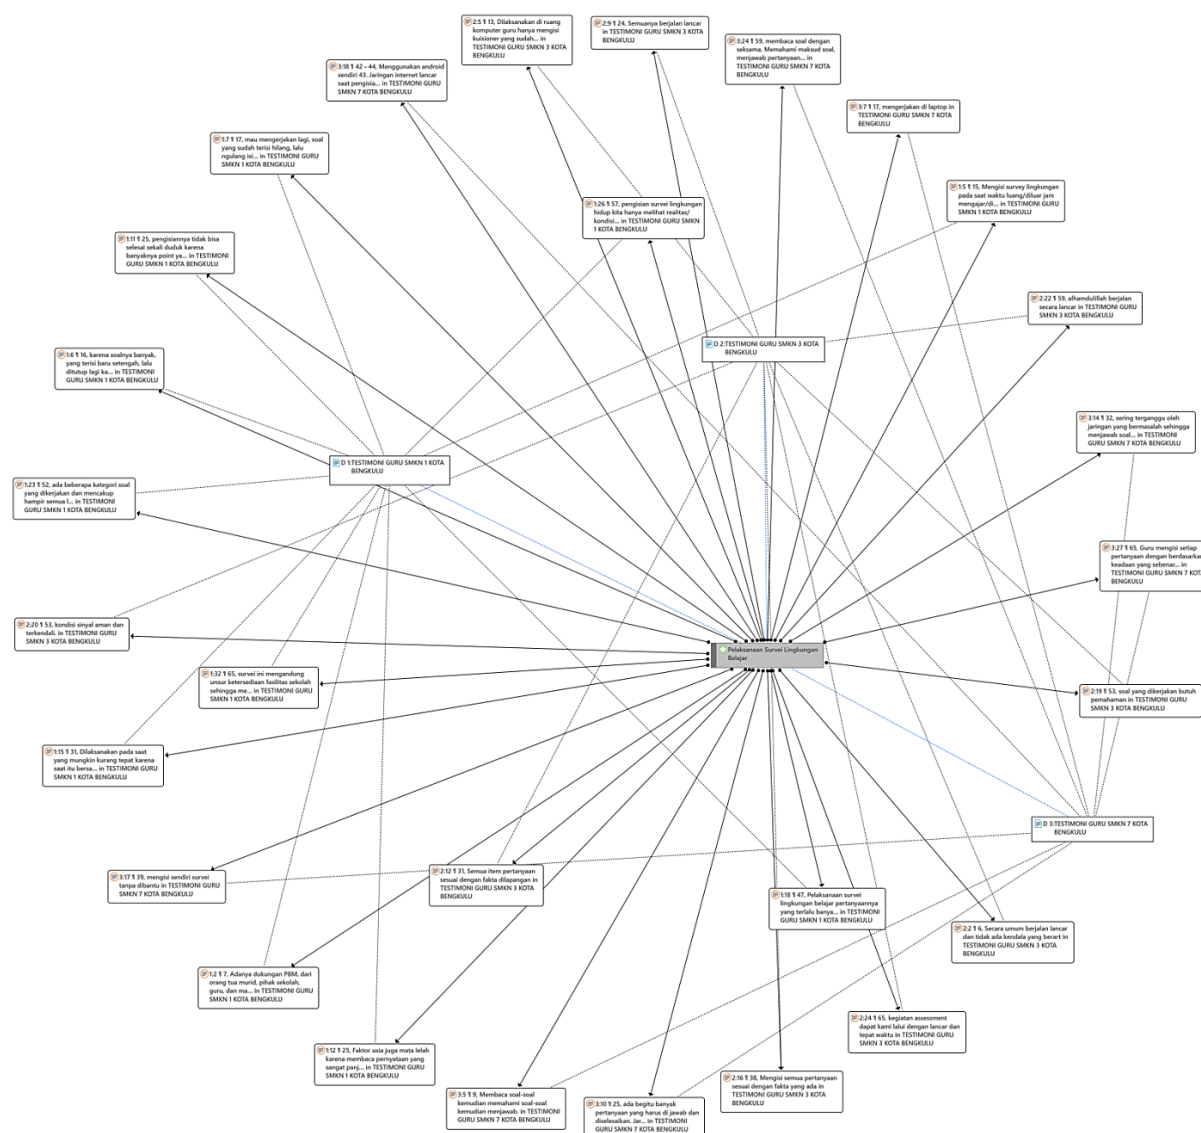 2:5 ¶ 13, Dilaksanakan di ruang
komputer guru hanya mengisi
kuisioner yang sudah... in
TESTIMONI GURU SMKN 3 KOTA
BENGKULU
2:9 ¶ 24, Semuanya berjalan lancar
in TESTIMONI GURU SMKN 3 KOTA
BENGKULU
3:24 ¶ 59, membaca soal dengan
seksama. Memahami maksud soal,
menjawab pertanyaan... in
TESTIMONI GURU SMKN 7 KOTA
BENGKULU
3:18 ¶ 42 – 44, Menggunakan android
sendiri 43. Jaringan internet lancar
saat pengisia... in TESTIMONI GURU
SMKN 7 KOTA BENGKULU
3:7 ¶ 17, mengerjakan di laptop in
TESTIMONI GURU SMKN 7 KOTA
BENGKULU
1:7 ¶ 17, mau mengerjakan lagi, soal
yang sudah terisi hilang, lalu
ngulang isi... in TESTIMONI GURU
SMKN 1 KOTA BENGKULU
1:5 ¶ 15, Mengisi survey lingkungan
pada saat waktu luang/diluar jam
mengajar/di... in TESTIMONI GURU
SMKN 1 KOTA BENGKULU
1:26 ¶ 57, pengisian survei lingkungan
hidup kita hanya melihat realitas/
kondisi... in TESTIMONI GURU SMKN
1 KOTA BENGKULU
1:11 ¶ 25, pengisiannya tidak bisa
selesai sekali duduk karena
banyaknya point ya... in TESTIMONI
GURU SMKN 1 KOTA BENGKULU
2:22 ¶ 59, alhamdulillah berjalan
secara lancar in TESTIMONI GURU
SMKN 3 KOTA BENGKULU
D 2:TESTIMONI GURU SMKN 3 KOTA
BENGKULU
1:6 ¶ 16, karena soalnya banyak,
yang terisi baru setengah, lalu
ditutup lagi ka... in TESTIMONI
GURU SMKN 1 KOTA BENGKULU
3:14 ¶ 32, sering terganggu oleh
jaringan yang bermasalah sehingga
menjawab soal... in TESTIMONI
GURU SMKN 7 KOTA BENGKULU
D 1:TESTIMONI GURU SMKN 1 KOTA
BENGKULU
1:23 ¶ 52, ada beberapa kategori soal
yang dikerjakan dan mencakup
hampir semua l... in TESTIMONI
GURU SMKN 1 KOTA BENGKULU
3:27 ¶ 65, Guru mengisi setiap
pertanyaan dengan berdasarkan
keadaan yang sebenar... in
TESTIMONI GURU SMKN 7 KOTA
BENGKULU
2:20 ¶ 53, kondisi sinyal aman dan
terkendali. in TESTIMONI GURU
SMKN 3 KOTA BENGKULU
Pelaksanaan Survei Lingkungan
Belajar
1:32 ¶ 65, survei ini mengandung
unsur ketersediaan fasilitas sekolah
sehingga me... in TESTIMONI GURU
SMKN 1 KOTA BENGKULU
2:19 ¶ 53, soal yang dikerjakan butuh
pemahaman in TESTIMONI GURU
SMKN 3 KOTA BENGKULU
1:15 ¶ 31, Dilaksanakan pada saat
yang mungkin kurang tepat karena
saat itu bersa... in TESTIMONI GURU
SMKN 1 KOTA BENGKULU
D 3:TESTIMONI GURU SMKN 7 KOTA
BENGKULU
3:17 ¶ 39, mengisi sendiri survei
tanpa dibantu in TESTIMONI GURU
SMKN 7 KOTA BENGKULU
2:12 ¶ 31, Semua item pertanyaan
sesuai dengan fakta dilapangan in
TESTIMONI GURU SMKN 3 KOTA
BENGKULU
1:18 ¶ 47, Pelaksanaan survei
lingkungan belajar pertanyaannya
yang terlalu banya... in TESTIMONI
GURU SMKN 1 KOTA BENGKULU
2:2 ¶ 6, Secara umum berjalan lancar
dan tidak ada kendala yang berart in
TESTIMONI GURU SMKN 3 KOTA
BENGKULU
1:2 ¶ 7, Adanya dukungan PBM, dari
orang tua murid, pihak sekolah,
guru, dan ma... in TESTIMONI GURU
SMKN 1 KOTA BENGKULU
2:24 ¶ 65, kegiatan assessment
dapat kami lalui dengan lancar dan
tepat waktu in TESTIMONI GURU
SMKN 3 KOTA BENGKULU
1:12 ¶ 25, Faktor usia juga mata lelah
karena membaca pernyataan yang
sangat panj... in TESTIMONI GURU
SMKN 1 KOTA BENGKULU
2:16 ¶ 38, Mengisi semua pertanyaan
sesuai dengan fakta yang ada in
TESTIMONI GURU SMKN 3 KOTA
BENGKULU
3:5 ¶ 9, Membaca soal-soal
kemudian memahami soal-soal
kemudian menjawab. in TESTIMONI
GURU SMKN 7 KOTA BENGKULU
3:10 ¶ 25, ada begitu banyak
pertanyaan yang harus di jawab dan
diselesaikan. Jar... in TESTIMONI
GURU SMKN 7 KOTA BENGKULU